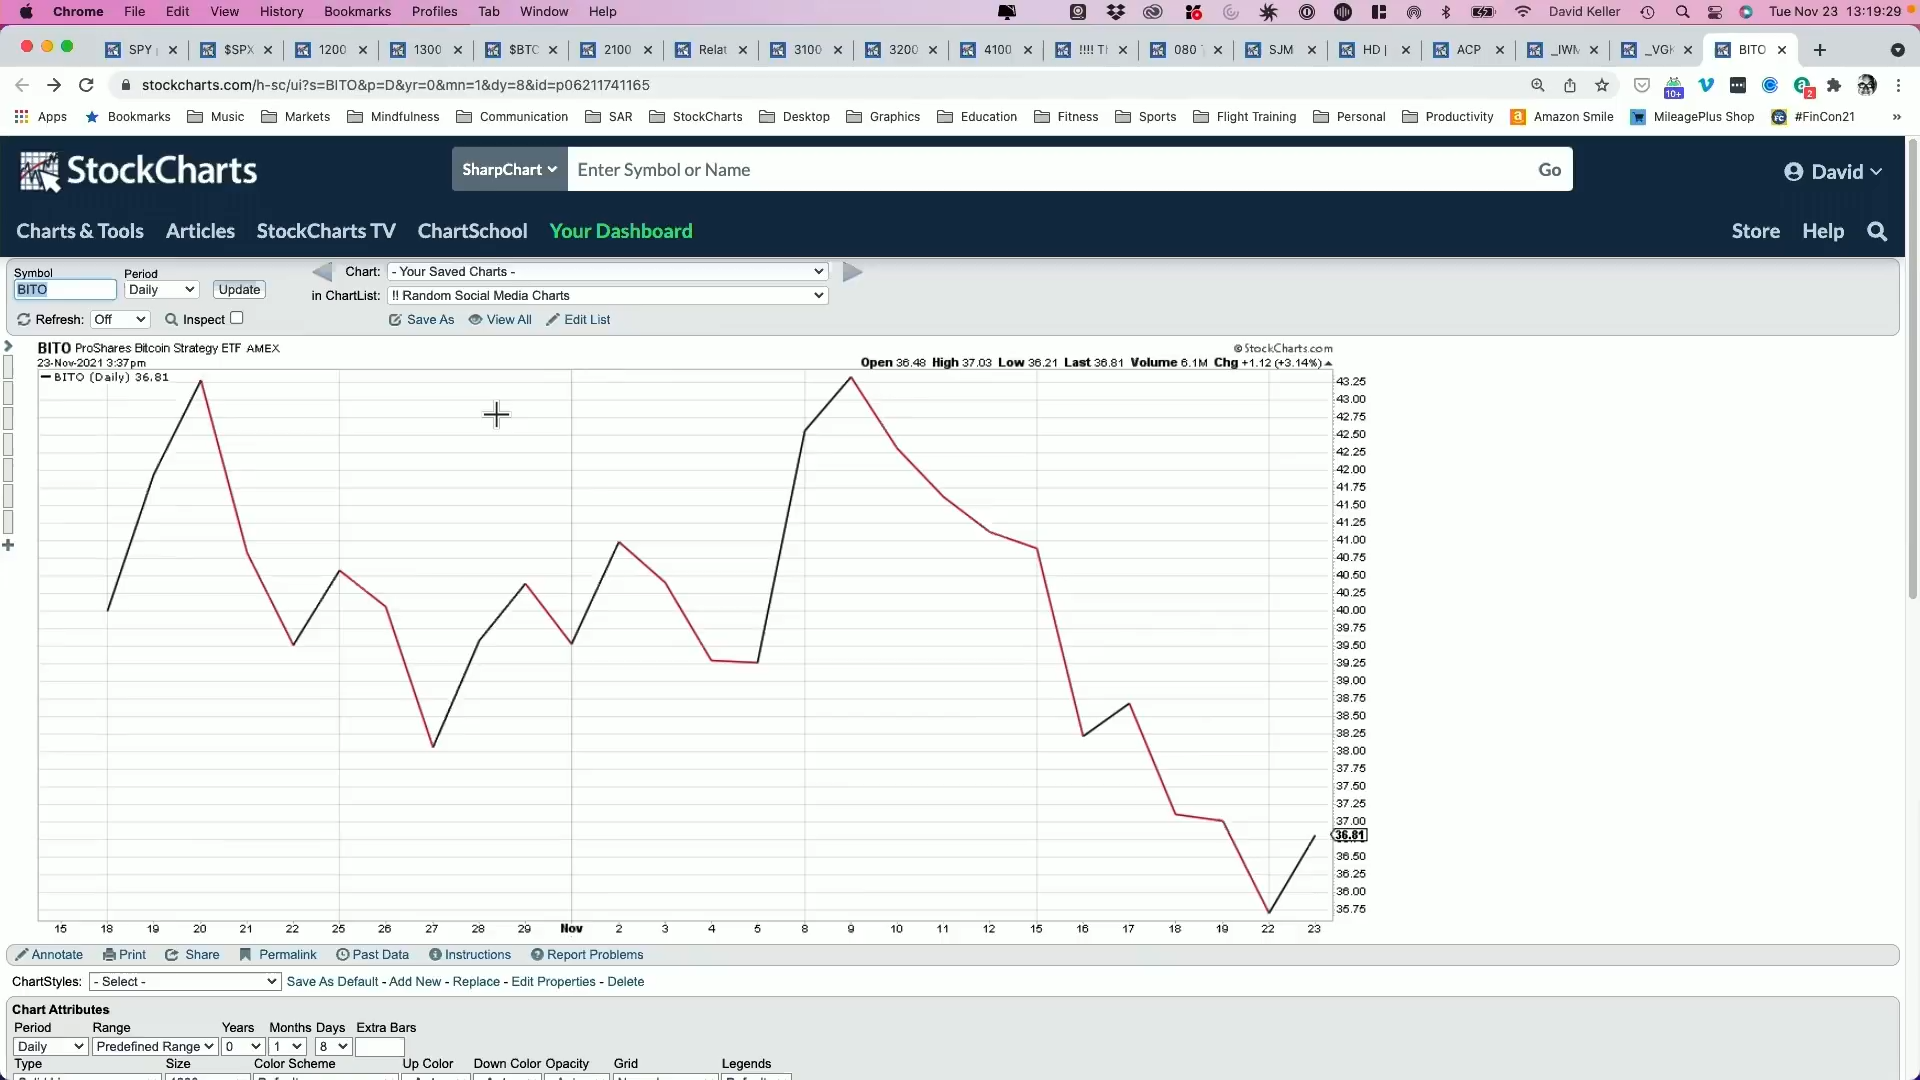 Chrome File Edit View History Bookmarks Profiles Tab Window Help David Keller Tue Nov 23 13:19:29
SPY $SPX 1200 1300 $BTC 2100 Relat 3100 3200 4100 !!!! Tl 080 SJM HD | ACP _IWM _VGK BITO
stockcharts.com/h-sc/ui?s=BITO&p=D&yr=0&mn=1&dy=8&id=p06211741165 10+ 2
Apps Bookmarks Music Markets Mindfulness Communication SAR StockCharts Desktop Graphics Education Fitness Sports Flight Training Personal Productivity Amazon Smile MileagePlus Shop #FinCon21 »
StockCharts SharpChart Enter Symbol or Name Go David
Charts & Tools Articles StockCharts TV ChartSchool Your Dashboard Store Help
Symbol Period Chart: - Your Saved Charts -
BITO Daily Update in ChartList: !! Random Social Media Charts
Refresh: Off Inspect Save As View All Edit List
BITO ProShares Bitcoin Strategy ETF AMEX © StockCharts.com
23-Nov-2021 3:37pm Open 36.48 High 37.03 Low 36.21 Last 36.81 Volume 6.1M Chg +1.12 (+3.14%)
BITO (Daily) 36.81
43.25
43.00
42.75
42.50
42.25
42.00
41.75
41.50
41.25
41.00
40.75
40.50
40.25
40.00
39.75
39.50
39.25
39.00
38.75
38.50
38.25
38.00
37.75
37.50
37.25
37.00
36.81
36.50
36.25
36.00
35.75
15 18 19 20 21 22 25 26 27 28 29 Nov 2 3 4 5 8 9 10 11 12 15 16 17 18 19 22 23
Annotate Print Share Permalink Past Data Instructions Report Problems
ChartStyles: - Select - Save As Default - Add New - Replace - Edit Properties - Delete
Chart Attributes
Period Range Years Months Days Extra Bars
Daily Predefined Range 0 1 8
Type Size Color Scheme Up Color Down Color Opacity Grid Legends